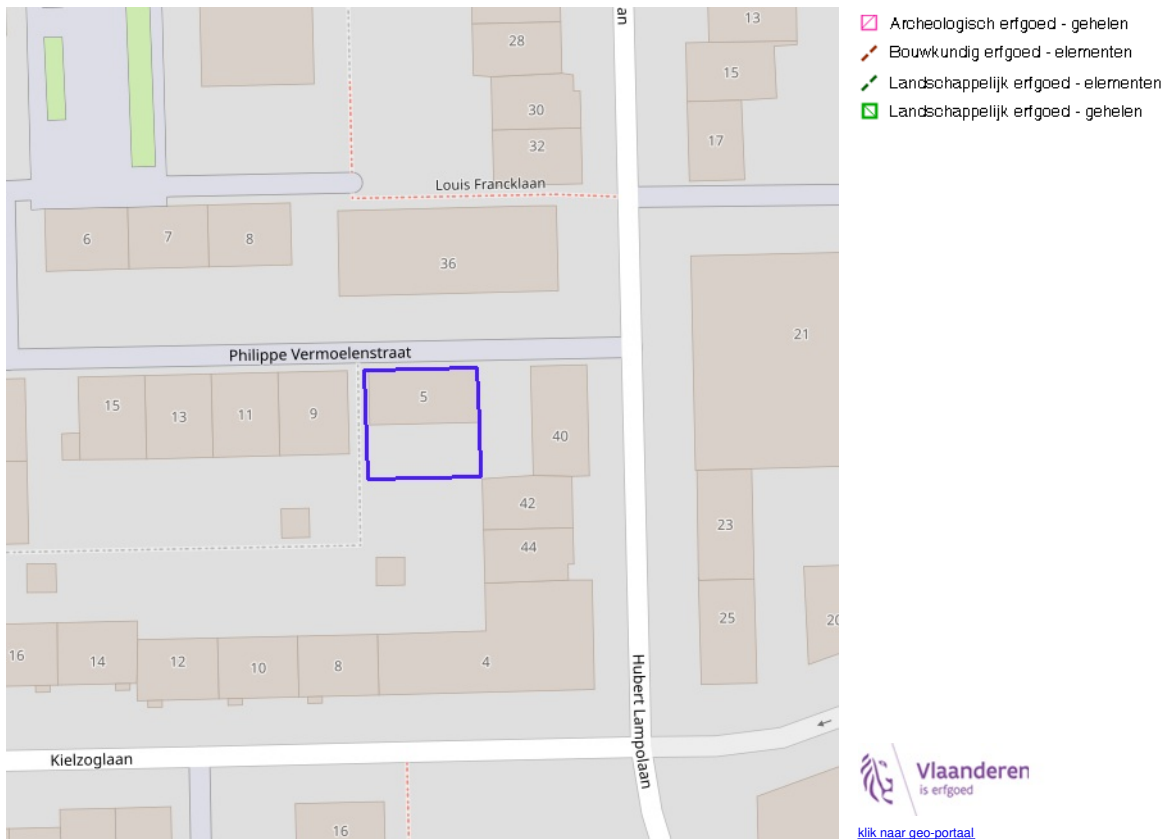 an
28
30
32
13
15
17
Louis Francklaan
6
7
8
36
21
Philippe Vermoelenstraat
15
13
11
9
5
40
42
44
23
25
20
16
14
12
10
8
4
Hubert Lampolaan
Kielzoglaan
16
Archeologisch erfgoed - gehelen
Bouwkundig erfgoed - elementen
Landschappelijk erfgoed - elementen
Landschappelijk erfgoed - gehelen
Vlaanderen
is erfgoed
klik naar geo-portaal